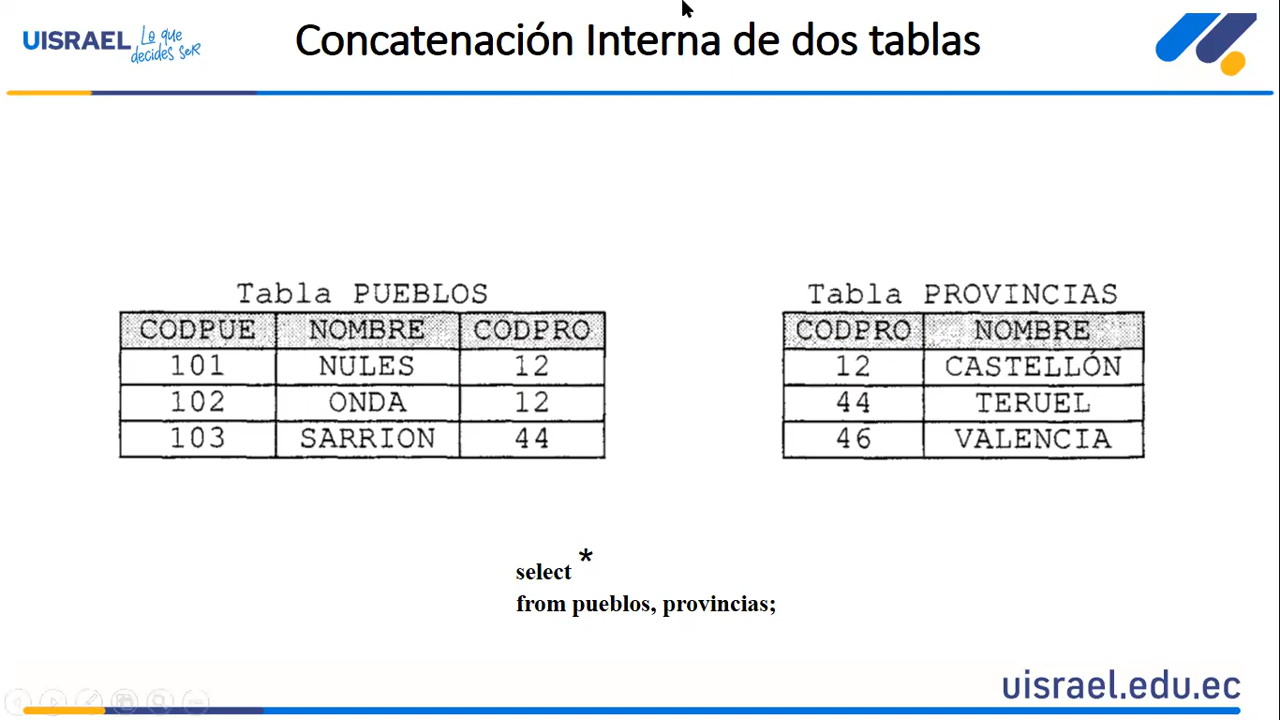 UISRAEL Lo que decides ser
Concatenación Interna de dos tablas
Tabla PUEBLOS
CODPUE NOMBRE CODPRO
101 NULES 12
102 ONDA 12
103 SARRION 44
Tabla PROVINCIAS
CODPRO NOMBRE
12 CASTELLÓN
44 TERUEL
46 VALENCIA
select *
from pueblos, provincias;
uisrael.edu.ec